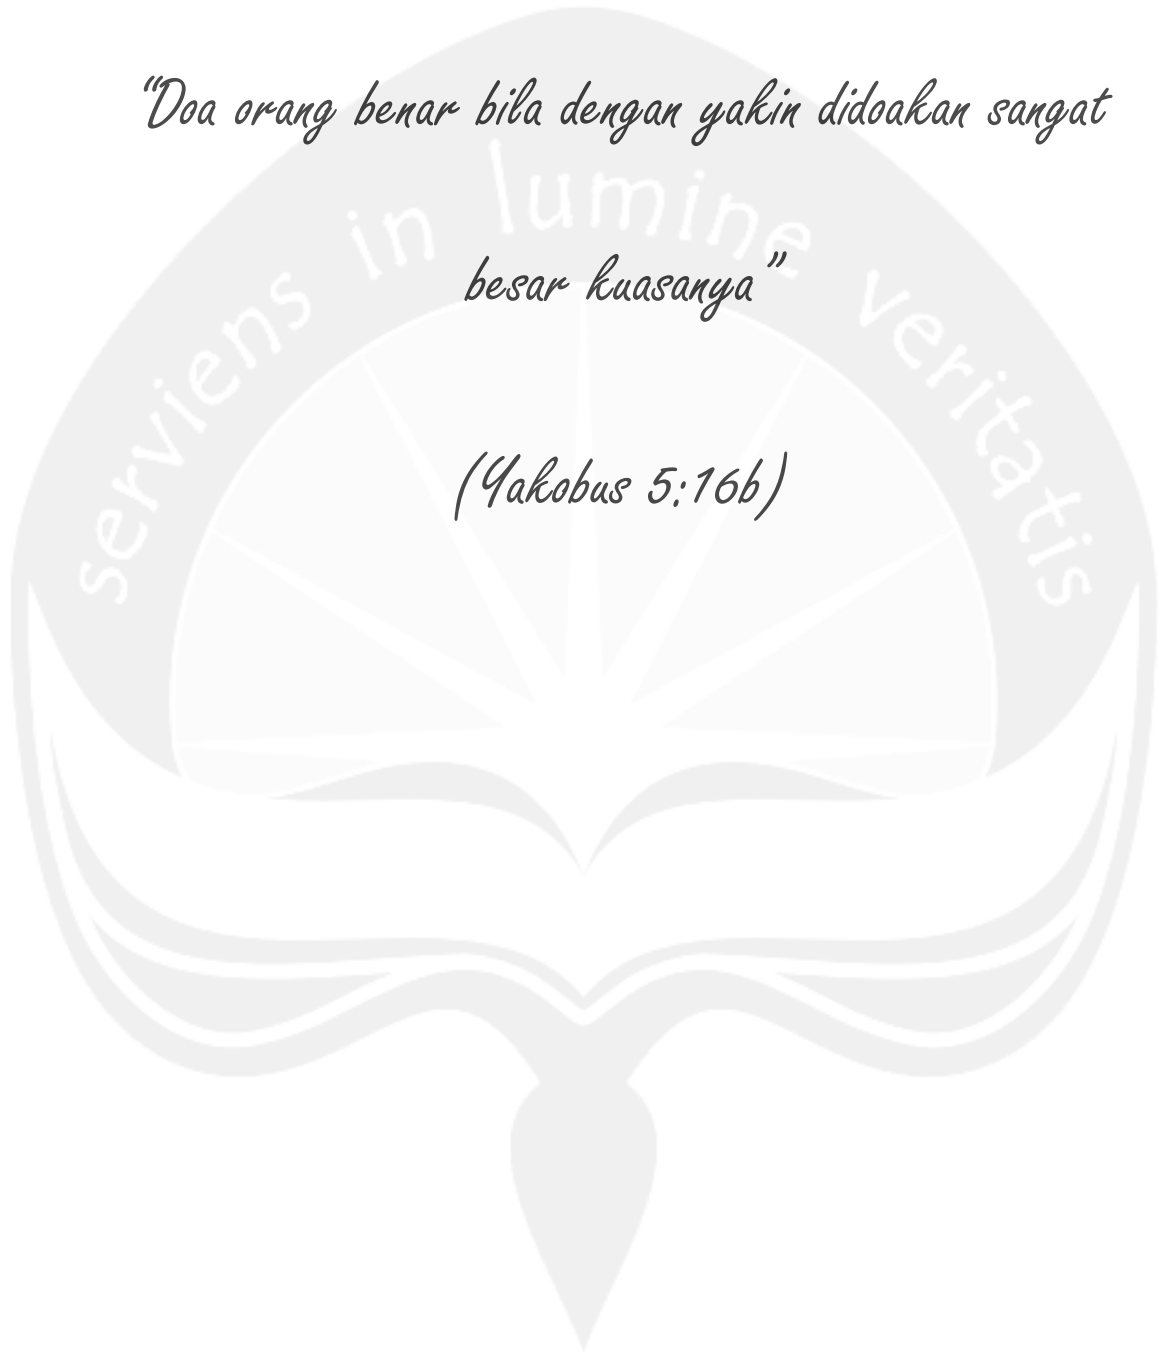 “Doa orang benar bila dengan yakin didoakan sangat
serviens in lumine veritatis
besar kuasanya”
(Yakobus 5:16b)